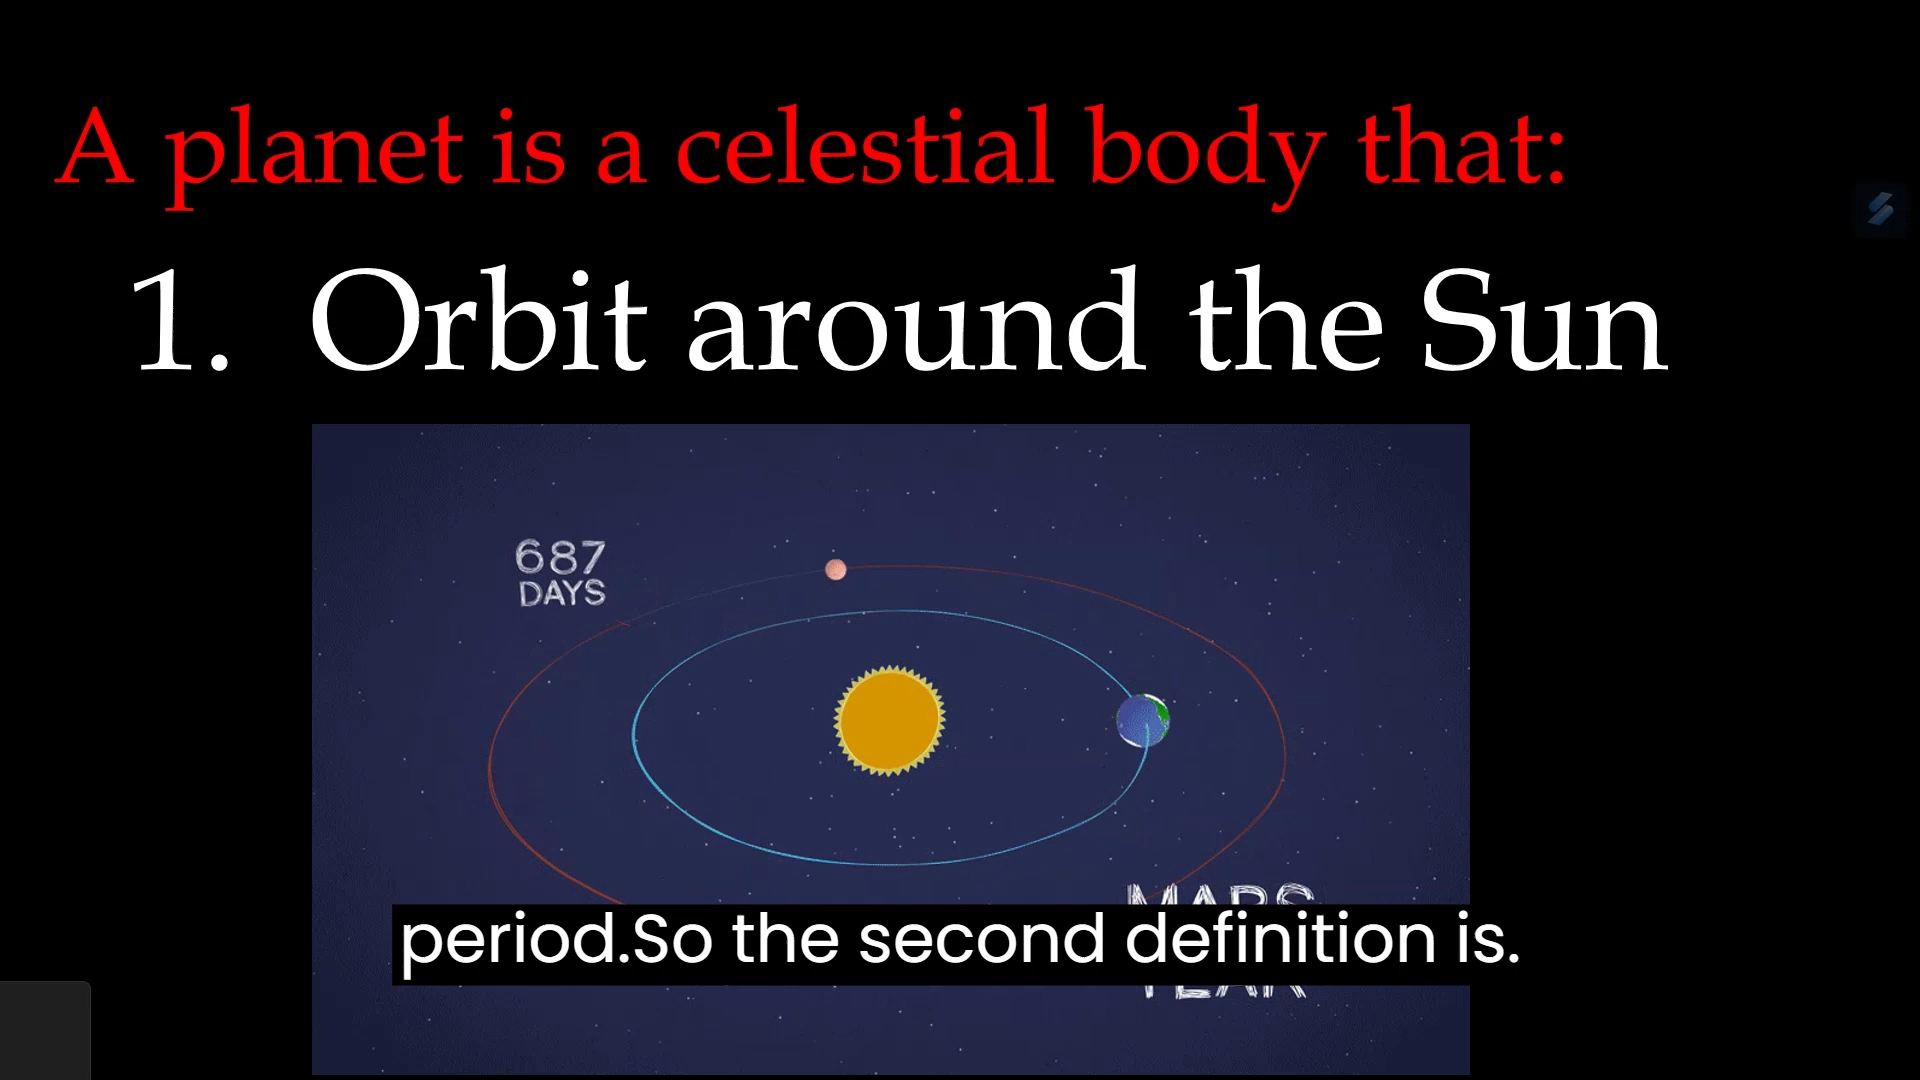 A planet is a celestial body that:
1. Orbit around the Sun
687
DAYS
period.So the second definition is.